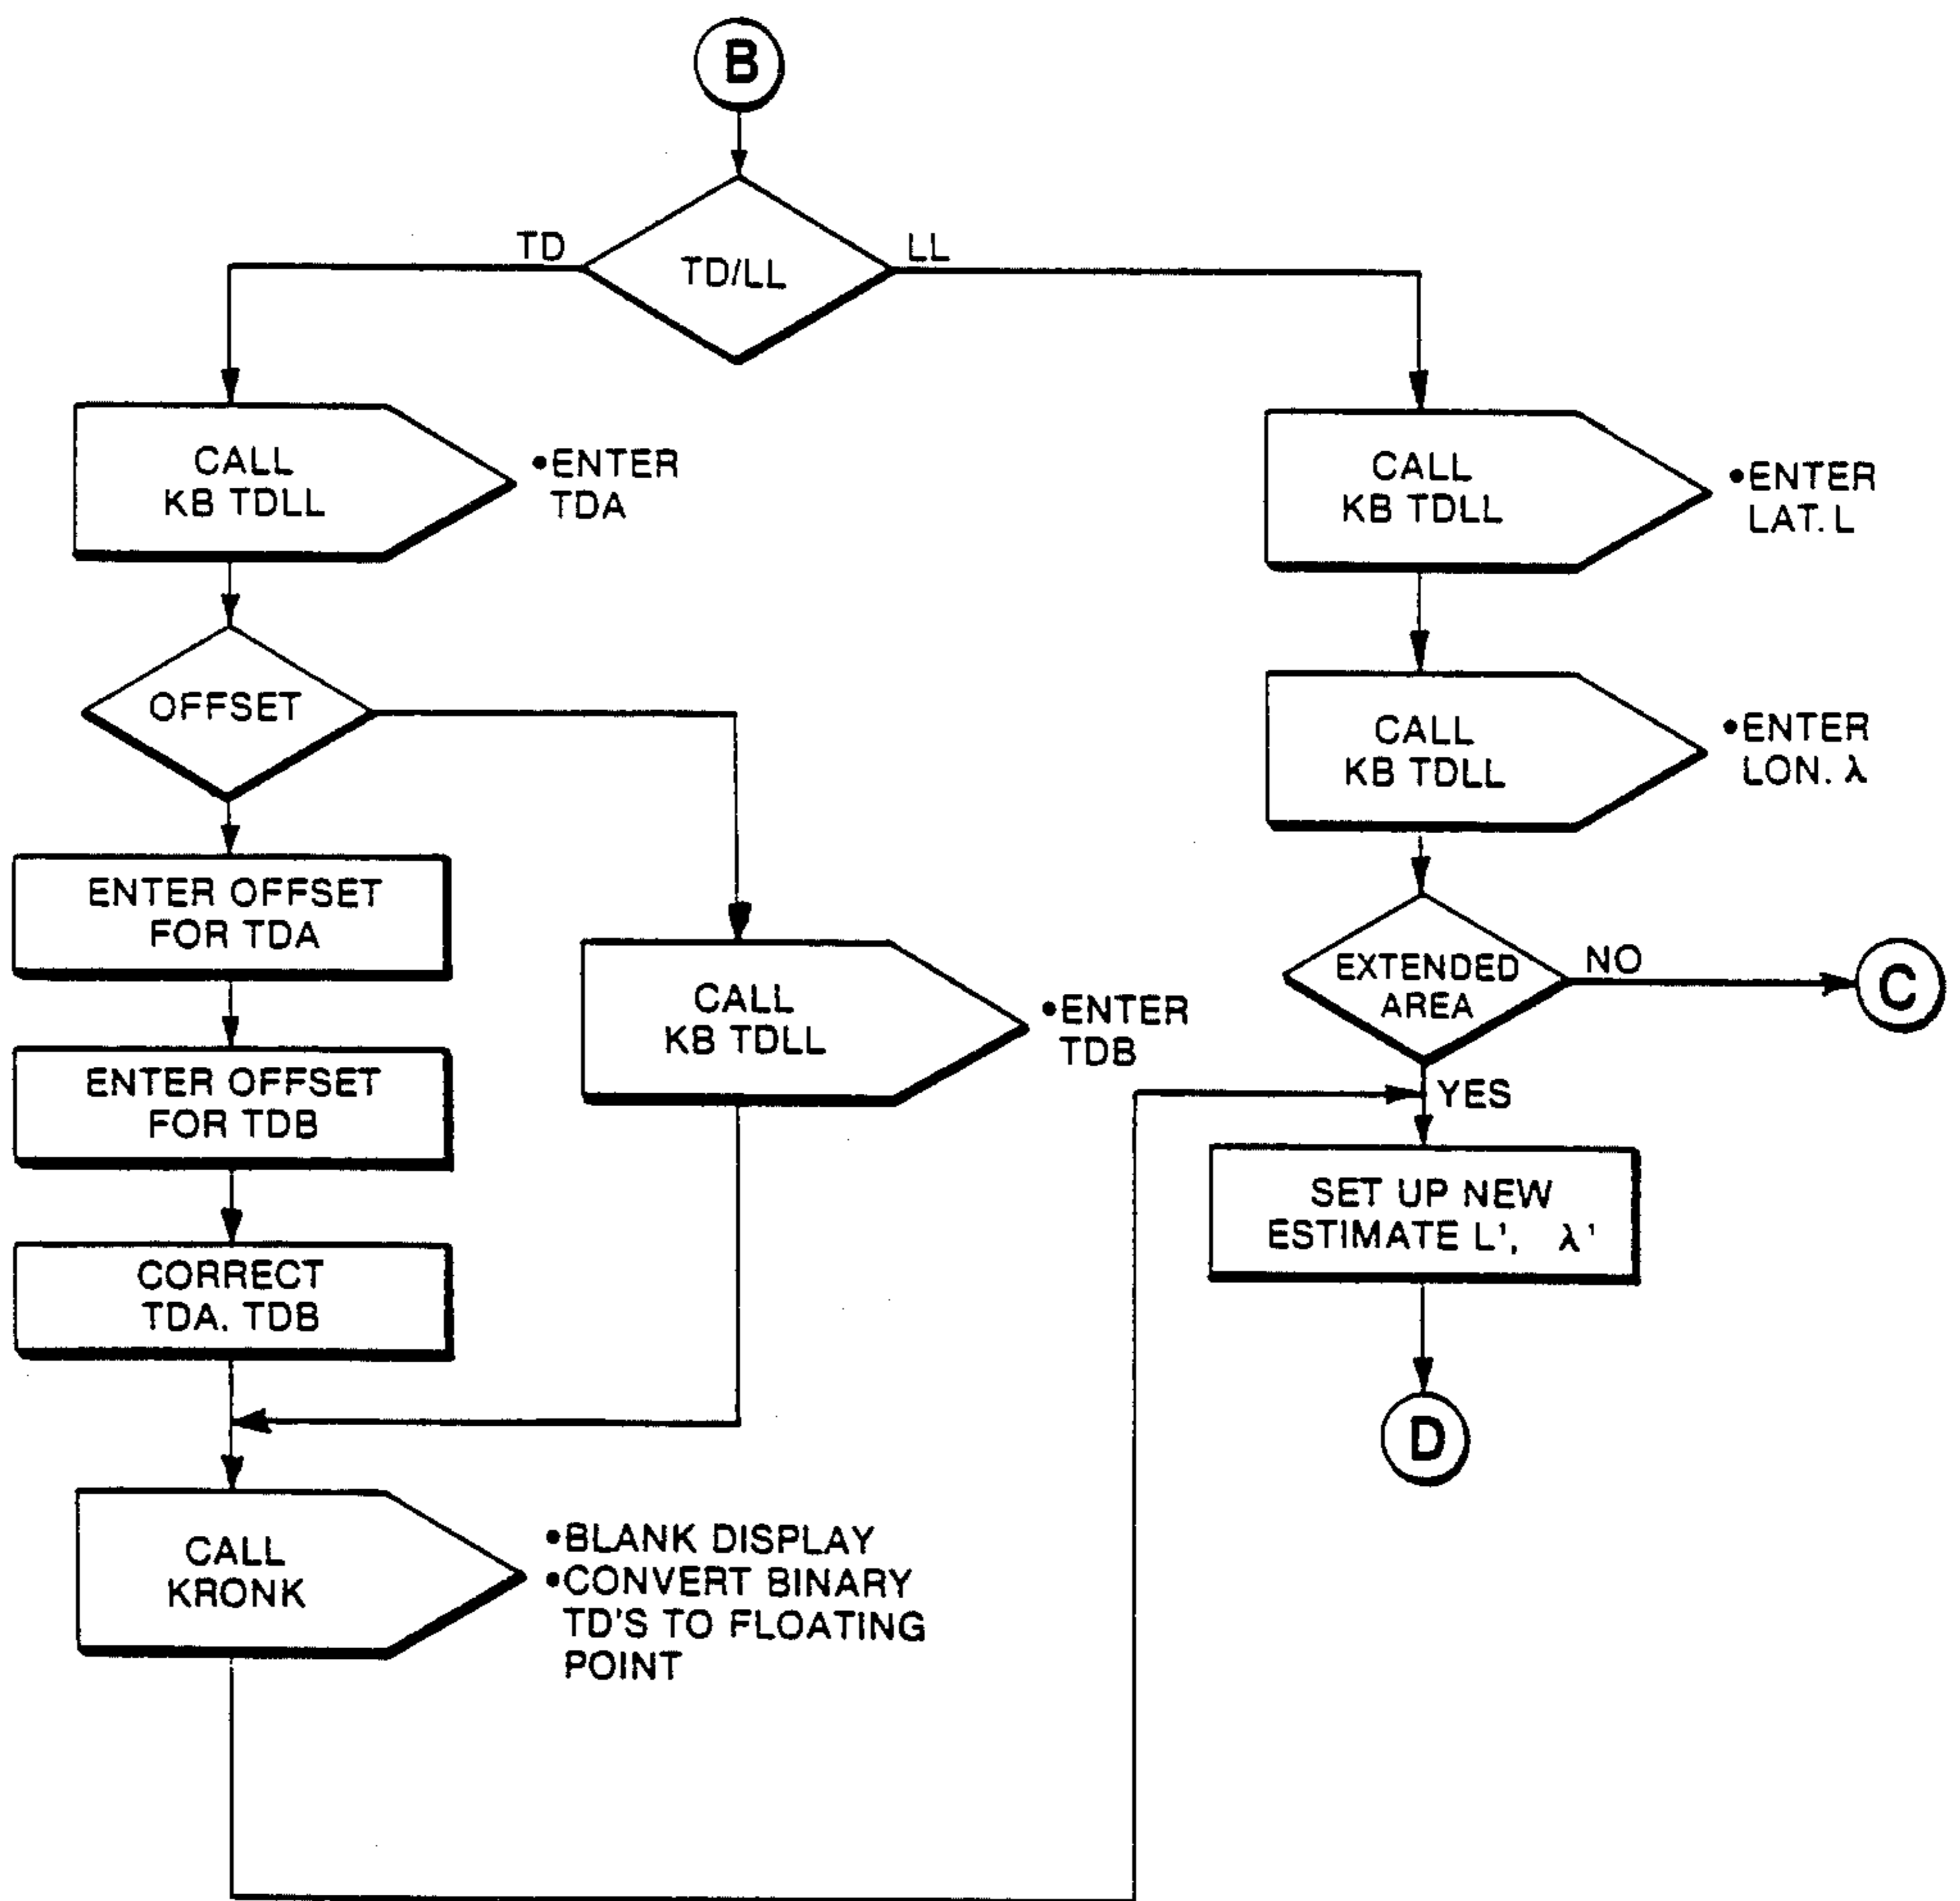 B
TD
TD/LL
LL
CALL
KB TDLL
•ENTER
TDA
CALL
KB TDLL
•ENTER
LAT. L
OFFSET
CALL
KB TDLL
•ENTER
LON. λ
ENTER OFFSET
FOR TDA
CALL
KB TDLL
•ENTER
TDB
EXTENDED
AREA
NO
C
ENTER OFFSET
FOR TDB
YES
SET UP NEW
ESTIMATE L', λ'
CORRECT
TDA, TDB
D
CALL
KRONK
•BLANK DISPLAY
•CONVERT BINARY
TD'S TO FLOATING
POINT